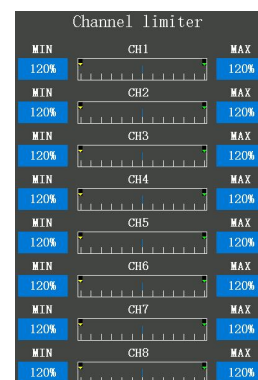 Channel limiter
MIN CH1 MAX
120% 120%
MIN CH2 MAX
120% 120%
MIN CH3 MAX
120% 120%
MIN CH4 MAX
120% 120%
MIN CH5 MAX
120% 120%
MIN CH6 MAX
120% 120%
MIN CH7 MAX
120% 120%
MIN CH8 MAX
120% 120%